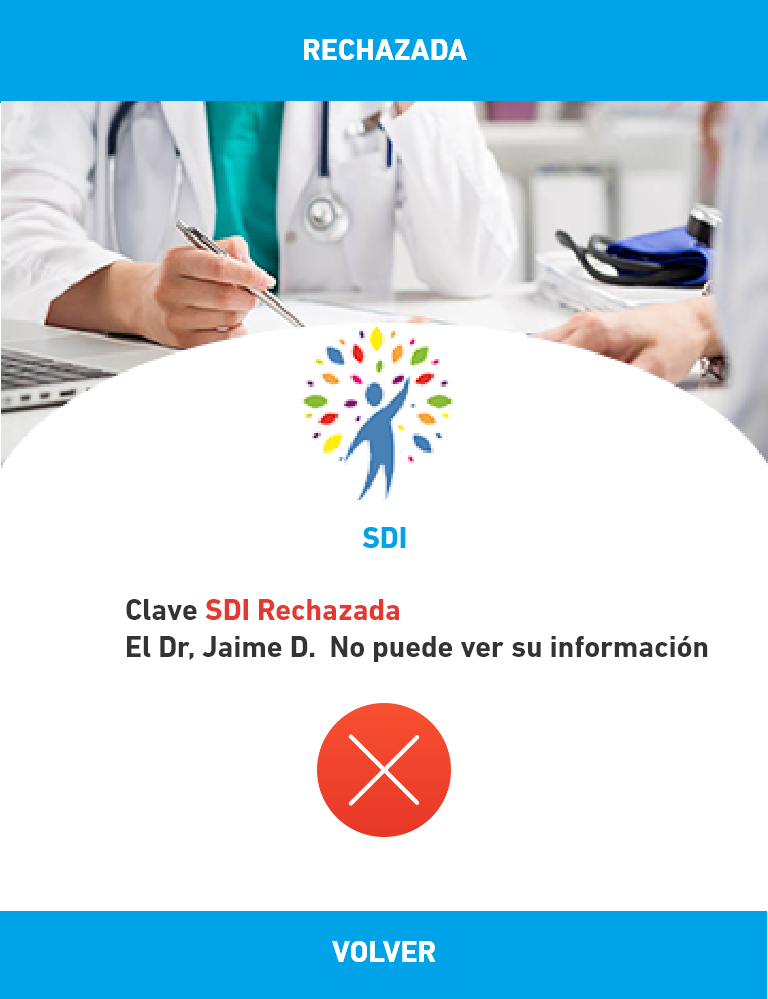 RECHAZADA
SDI
Clave SDI Rechazada
El Dr, Jaime D.  No puede ver su información
VOLVER